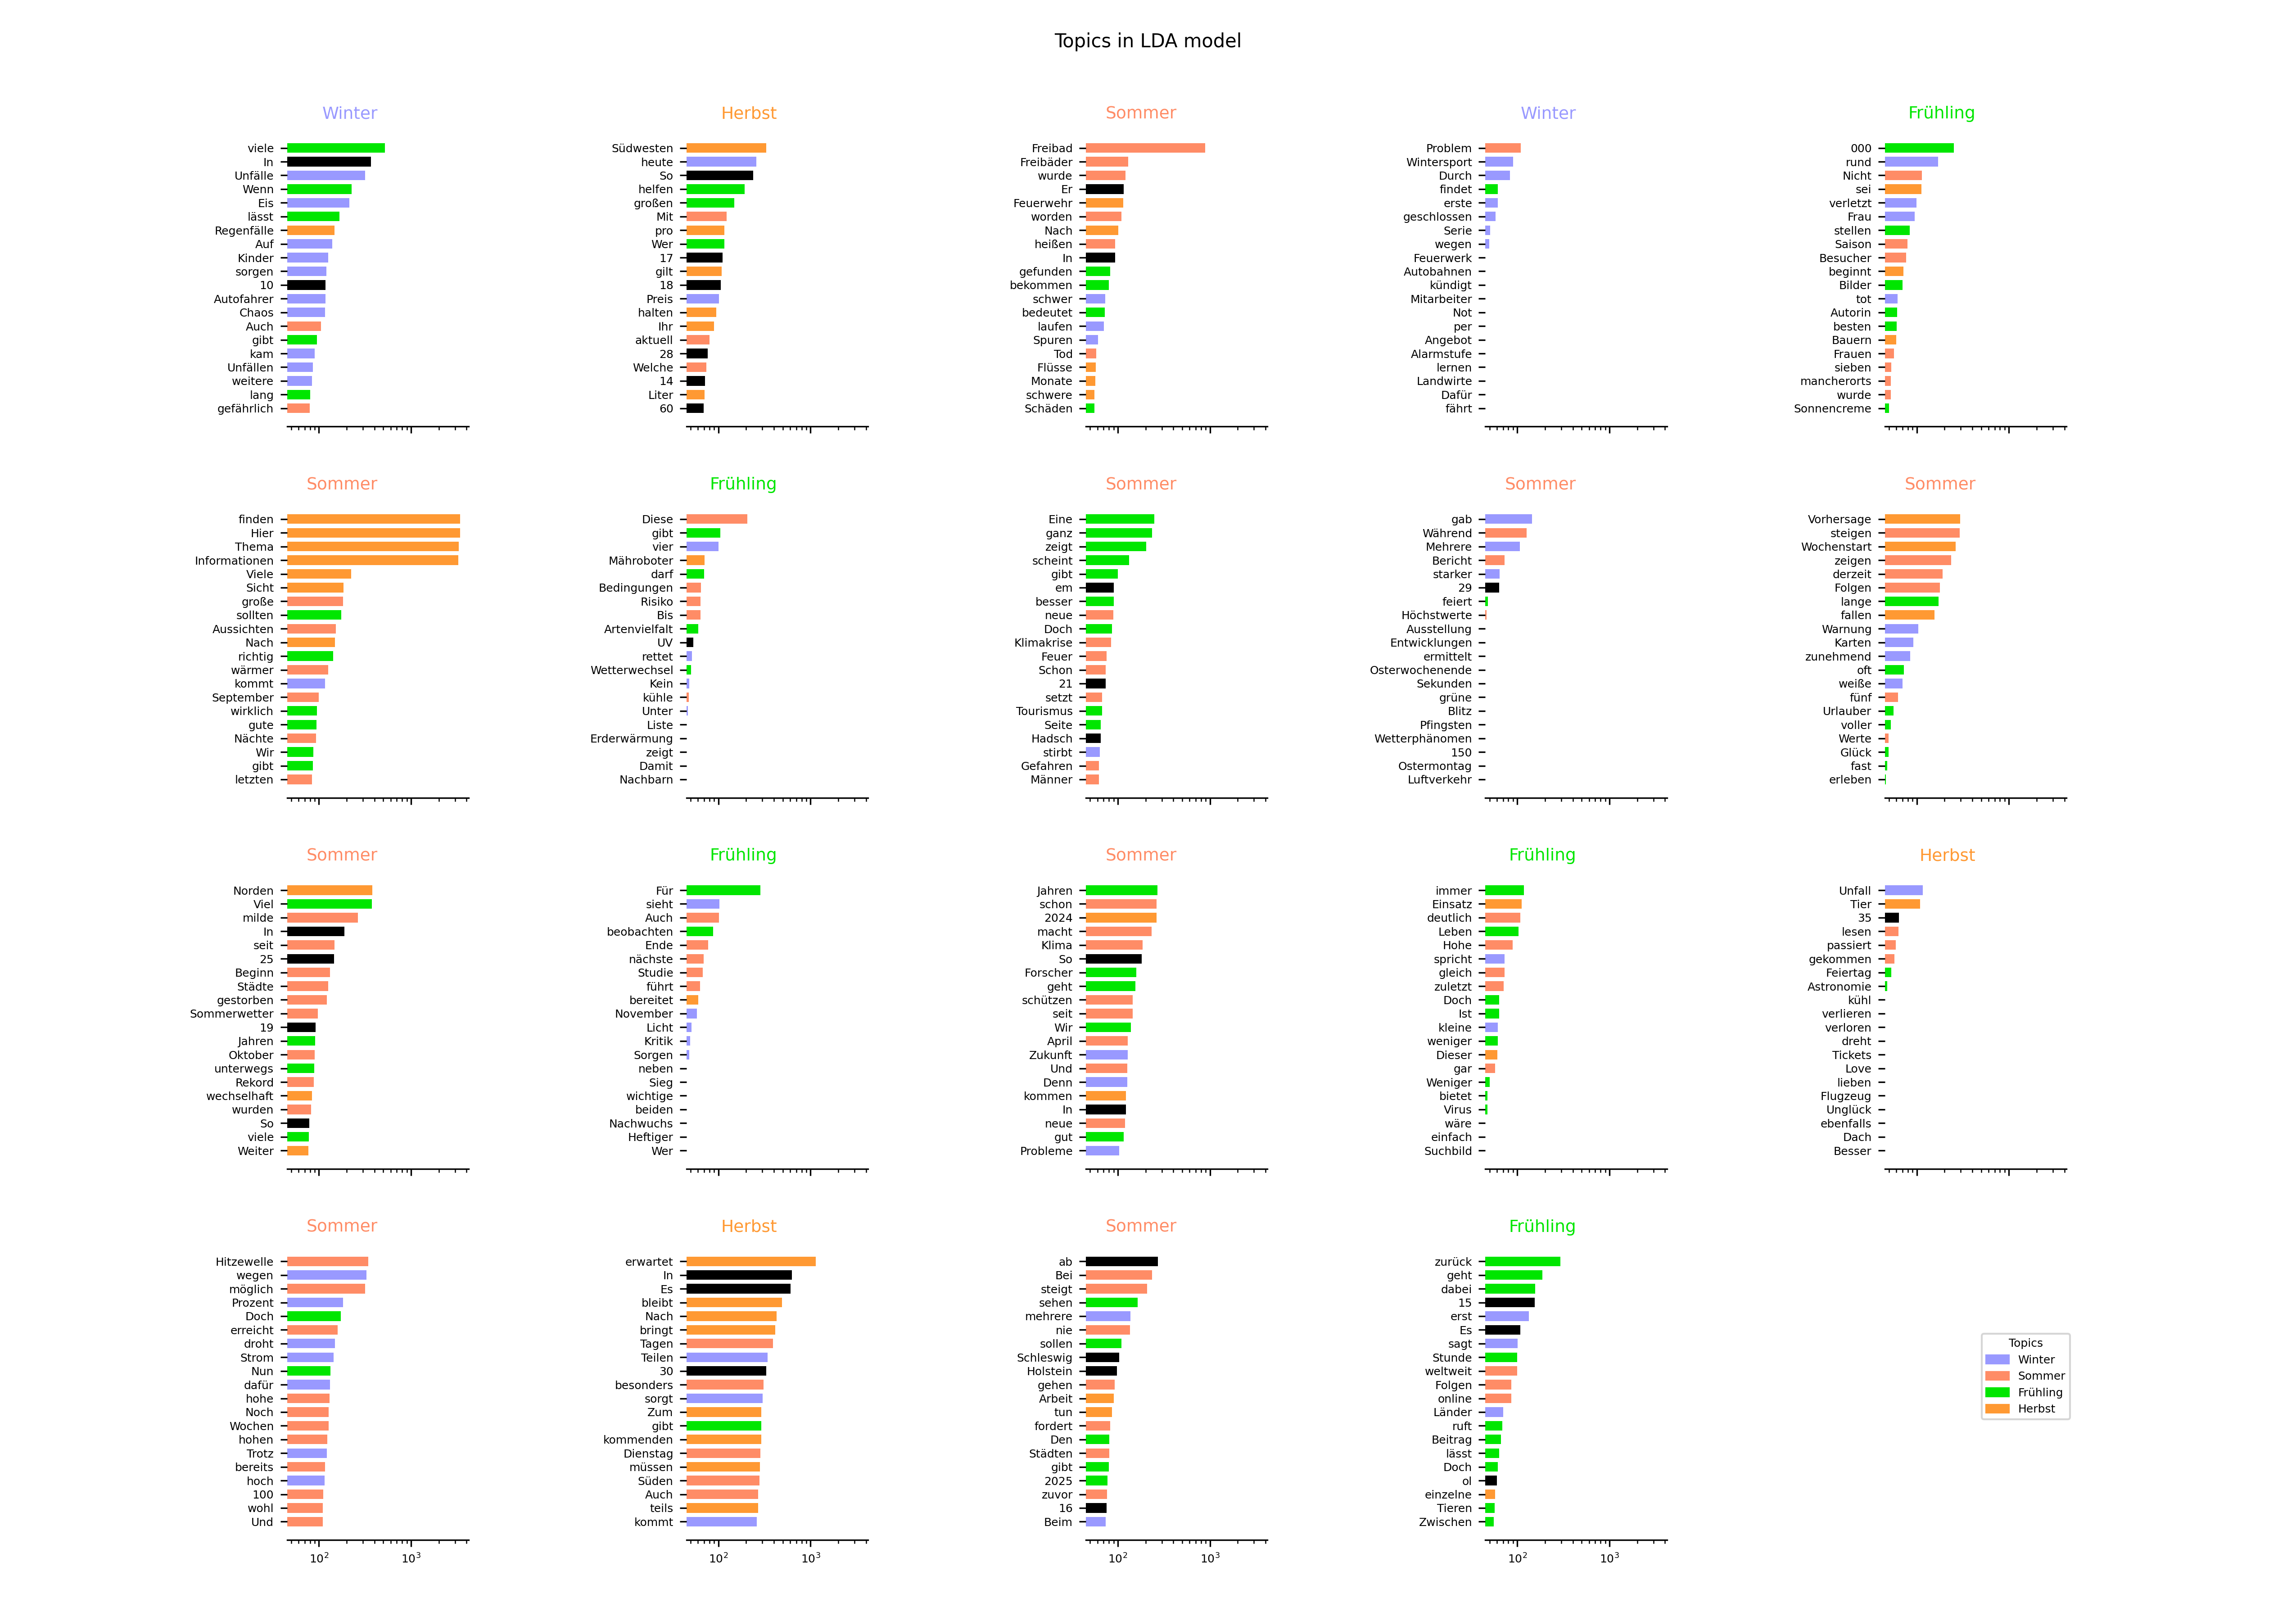 Topics in LDA model
Winter
viele
In
Unfälle
Wenn
Eis
lässt
Regenfälle
Auf
Kinder
sorgen
10
Autofahrer
Chaos
Auch
gibt
kam
Unfällen
weitere
lang
gefährlich
Herbst
Südwesten
heute
So
helfen
großen
Mit
pro
Wer
17
gilt
18
Preis
halten
Ihr
aktuell
28
Welche
14
Liter
60
Sommer
Freibad
Freibäder
wurde
Er
Feuerwehr
worden
Nach
heißen
In
gefunden
bekommen
schwer
bedeutet
laufen
Spuren
Tod
Flüsse
Monate
schwere
Schäden
Winter
Problem
Wintersport
Durch
findet
erste
geschlossen
Serie
wegen
Feuerwerk
Autobahnen
kündigt
Mitarbeiter
Not
per
Angebot
Alarmstufe
lernen
Landwirte
Dafür
fährt
Frühling
000
rund
Nicht
sei
verletzt
Frau
stellen
Saison
Besucher
beginnt
Bilder
tot
Autorin
besten
Bauern
Frauen
sieben
mancherorts
wurde
Sonnencreme
Sommer
finden
Hier
Thema
Informationen
Viele
Sicht
große
sollten
Aussichten
Nach
richtig
wärmer
kommt
September
wirklich
gute
Nächte
Wir
gibt
letzten
Frühling
Diese
gibt
vier
Mähroboter
darf
Bedingungen
Risiko
Bis
Artenvielfalt
UV
rettet
Wetterwechsel
Kein
kühle
Unter
Liste
Erderwärmung
zeigt
Damit
Nachbarn
Sommer
Eine
ganz
zeigt
scheint
gibt
em
besser
neue
Doch
Klimakrise
Feuer
Schon
21
setzt
Tourismus
Seite
Hadsch
stirbt
Gefahren
Männer
Sommer
gab
Während
Mehrere
Bericht
starker
29
feiert
Höchstwerte
Ausstellung
Entwicklungen
ermittelt
Osterwochenende
Sekunden
grüne
Blitz
Pfingsten
Wetterphänomen
150
Ostermontag
Luftverkehr
Sommer
Vorhersage
steigen
Wochenstart
zeigen
derzeit
Folgen
lange
fallen
Warnung
Karten
zunehmend
oft
weiße
fünf
Urlauber
voller
Werte
Glück
fast
erleben
Sommer
Norden
Viel
milde
In
seit
25
Beginn
Städte
gestorben
Sommerwetter
19
Jahren
Oktober
unterwegs
Rekord
wechselhaft
wurden
So
viele
Weiter
Frühling
Für
sieht
Auch
beobachten
Ende
nächste
Studie
führt
bereitet
November
Licht
Kritik
Sorgen
neben
Sieg
wichtige
beiden
Nachwuchs
Heftiger
Wer
Sommer
Jahren
schon
2024
macht
Klima
So
Forscher
geht
schützen
seit
Wir
April
Zukunft
Und
Denn
kommen
In
neue
gut
Probleme
Frühling
immer
Einsatz
deutlich
Leben
Hohe
spricht
gleich
zuletzt
Doch
Ist
kleine
weniger
Dieser
gar
Weniger
bietet
Virus
wäre
einfach
Suchbild
Herbst
Unfall
Tier
35
lesen
passiert
gekommen
Feiertag
Astronomie
kühl
verlieren
verloren
dreht
Tickets
Love
lieben
Flugzeug
Unglück
ebenfalls
Dach
Besser
Sommer
Hitzewelle
wegen
möglich
Prozent
Doch
erreicht
droht
Strom
Nun
dafür
hohe
Noch
Wochen
hohen
Trotz
bereits
hoch
100
wohl
Und
10² 10³
Herbst
erwartet
In
Es
bleibt
Nach
bringt
Tagen
Teilen
30
besonders
sorgt
Zum
gibt
kommenden
Dienstag
müssen
Süden
Auch
teils
kommt
10² 10³
Sommer
ab
Bei
steigt
sehen
mehrere
nie
sollen
Schleswig
Holstein
gehen
Arbeit
tun
fordert
Den
Städten
gibt
2025
zuvor
16
Beim
10² 10³
Frühling
zurück
geht
dabei
15
erst
Es
sagt
Stunde
weltweit
Folgen
online
Länder
ruft
Beitrag
lässt
Doch
ol
einzelne
Tieren
Zwischen
10² 10³
Topics
Winter
Sommer
Frühling
Herbst